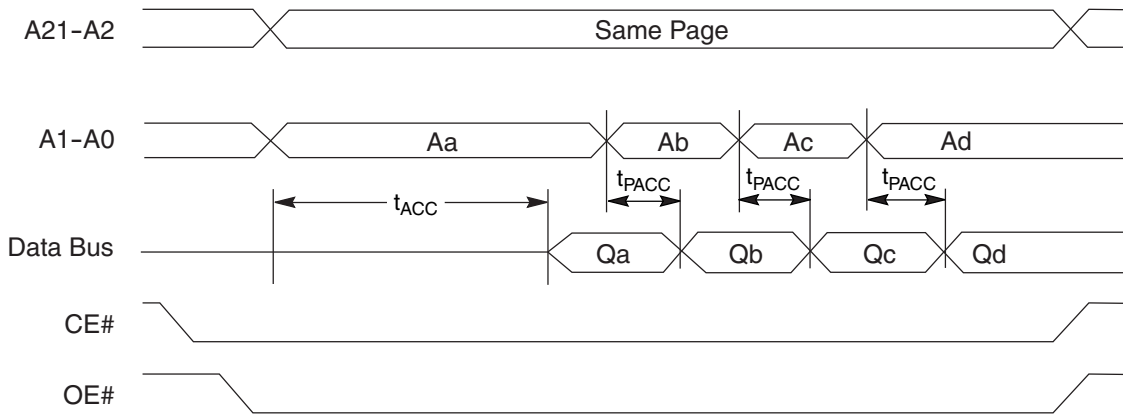 A21-A2
Same Page
A1-A0
Aa
Ab
Ac
Ad
tACC
tPACC
tPACC
tPACC
Data Bus
Qa
Qb
Qc
Qd
CE#
OE#